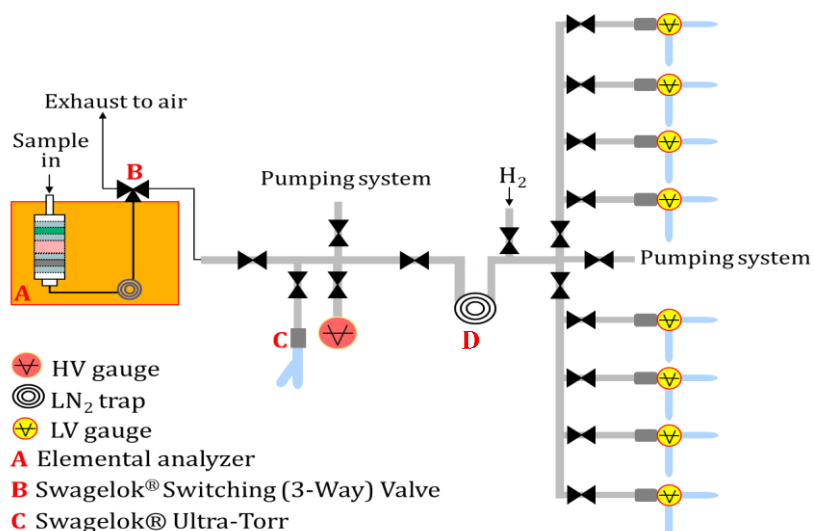 Exhaust to air
Sample
in
B
A
Pumping system
H₂
Pumping system
C
D
HV gauge
LN₂ trap
LV gauge
A Elemental analyzer
B Swagelok® Switching (3-Way) Valve
C Swagelok® Ultra-Torr